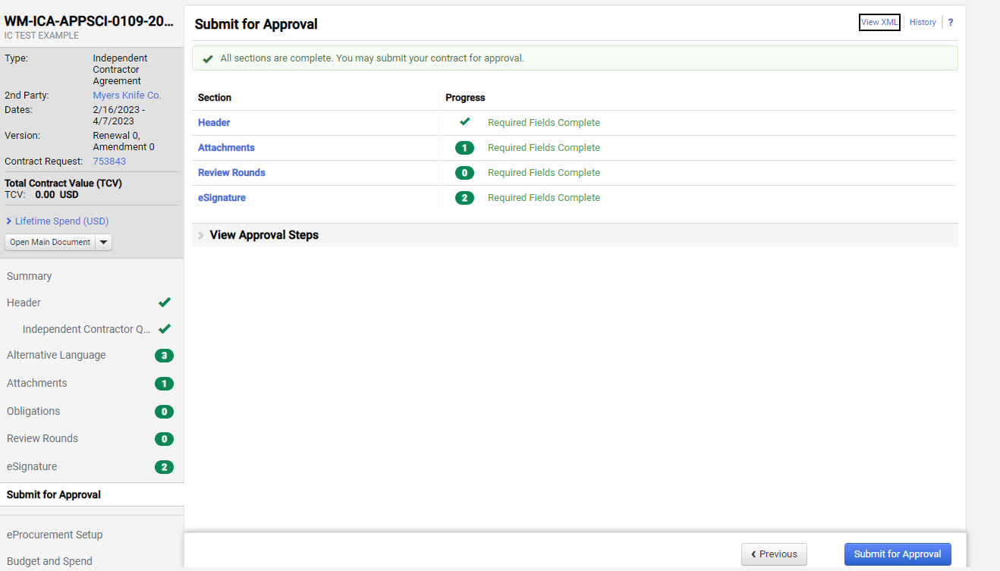 WM-ICA-APPSCI-0109-20...
IC TEST EXAMPLE
Type: Independent
Contractor
Agreement
2nd Party: Myers Knife Co.
Dates: 2/16/2023 -
4/7/2023
Version: Renewal 0,
Amendment 0
Contract Request: 753843
Total Contract Value (TCV)
TCV: 0.00 USD
Lifetime Spend (USD)
Open Main Document
Summary
Header
Independent Contractor Q...
Alternative Language 3
Attachments 1
Obligations 0
Review Rounds 0
eSignature 2
Submit for Approval
eProcurement Setup
Budget and Spend
Submit for Approval
View XML History ?
All sections are complete. You may submit your contract for approval.
Section Progress
Header Required Fields Complete
Attachments 1 Required Fields Complete
Review Rounds 0 Required Fields Complete
eSignature 2 Required Fields Complete
View Approval Steps
Previous Submit for Approval